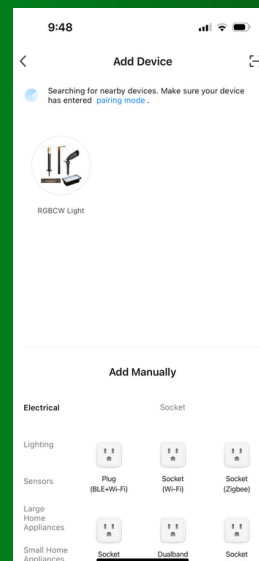 9:48
Add Device
Searching for nearby devices. Make sure your device
has entered pairing mode.
RGBCW Light
Add Manually
Electrical
Socket
Lighting
Sensors
Large
Home
Appliances
Small Home
Appliances
Plug
(BLE+Wi-Fi)
Socket
(Wi-Fi)
Socket
(Zigbee)
Socket
Dualband
Socket